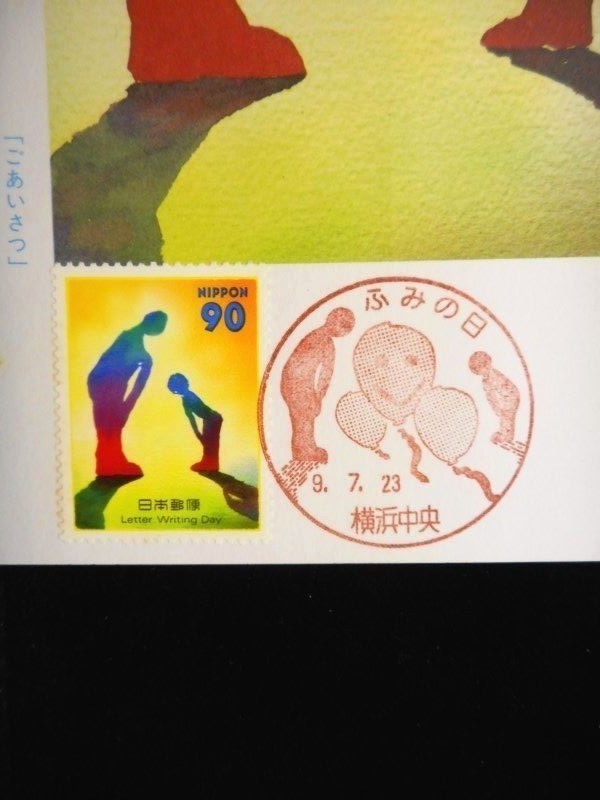 「ごあいさつ」
NIPPON
90
日本郵便
Letter Writing Day
ふみの日
9. 7. 23
横浜中央